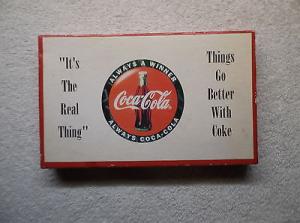 "It's
The
Real
Thing"
ALWAYS A WINNER
Coca-Cola
ALWAYS COCA-COLA
Things
Go
Better
With
Coke